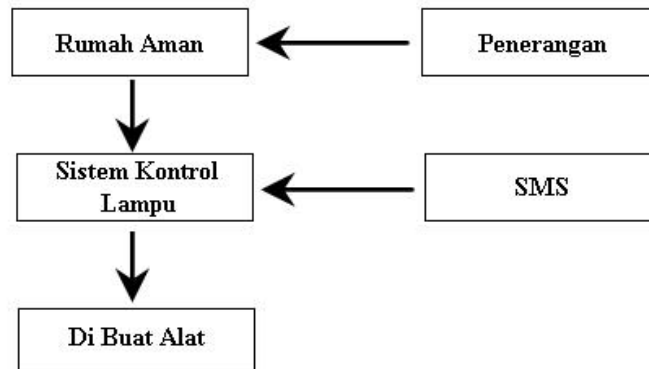 Rumah Aman
Penerangan
Sistem Kontrol
Lampu
SMS
Di Buat Alat